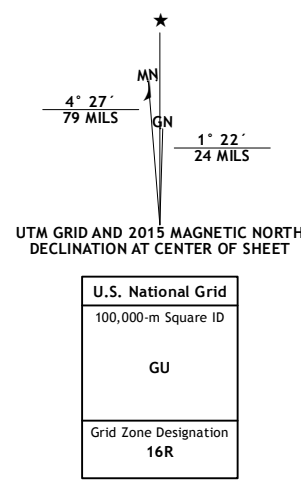 MN
4° 27´
79 MILS
GN
1° 22´
24 MILS
UTM GRID AND 2015 MAGNETIC NORTH
DECLINATION AT CENTER OF SHEET
U.S. National Grid
100,000-m Square ID
GU
Grid Zone Designation
16R